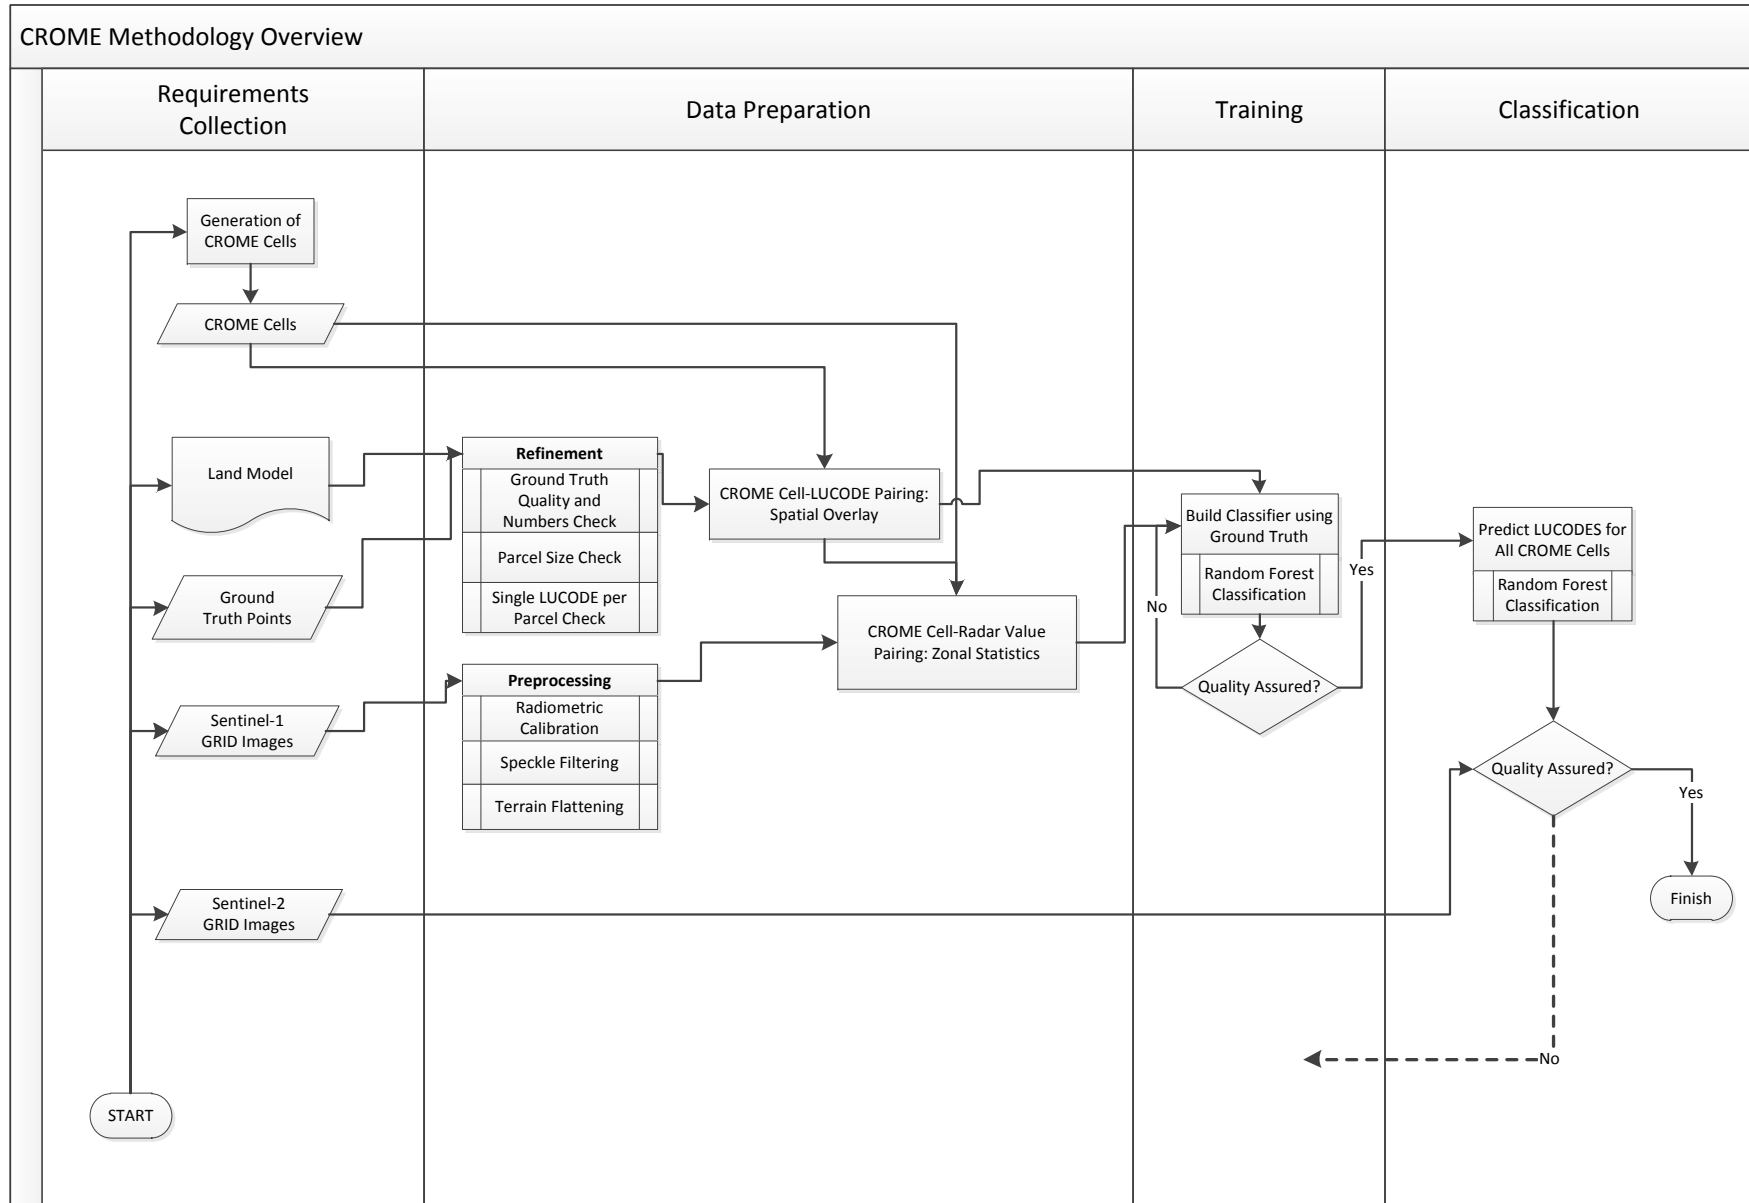 CROME Methodology Overview
Requirements
Collection
Data Preparation
Training
Classification
Generation of
CROME Cells
CROME Cells
Land Model
Ground
Truth Points
Sentinel-1
GRID Images
Sentinel-2
GRID Images
START
Refinement
Ground Truth
Quality and
Numbers Check
Parcel Size Check
Single LUCODE per
Parcel Check
Preprocessing
Radiometric
Calibration
Speckle Filtering
Terrain Flattening
CROME Cell-LUCODE Pairing:
Spatial Overlay
CROME Cell-Radar Value
Pairing: Zonal Statistics
Build Classifier using
Ground Truth
Random Forest
Classification
No
Yes
Quality Assured?
Predict LUCODES for
All CROME Cells
Random Forest
Classification
Quality Assured?
Yes
Finish
No